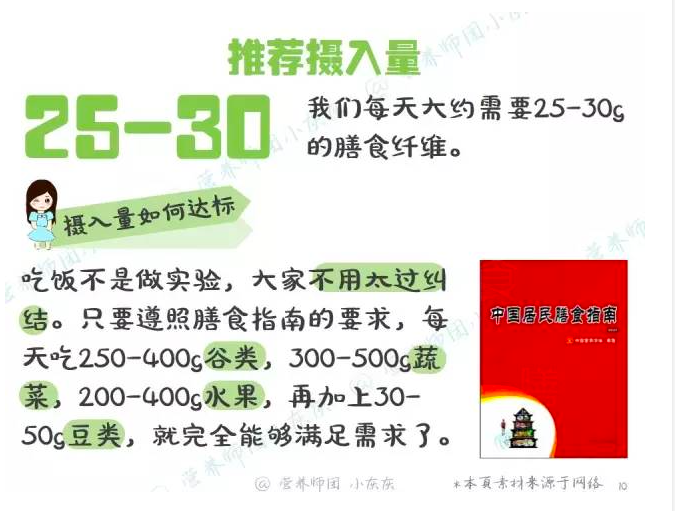 推荐摄入量
25-30
我们每天大约需要25-30g
的膳食纤维。
摄入量如何达标
吃饭不是做实验，大家不用太过纠
结。只要遵照膳食指南的要求，每
天吃250-400g谷类，300-500g蔬
菜，200-400g水果，再加上30-
50g豆类，就完全能够满足需求了。
中国居民膳食指南
@ 营养师团 小灰灰
*本頁素材来源于网络 10